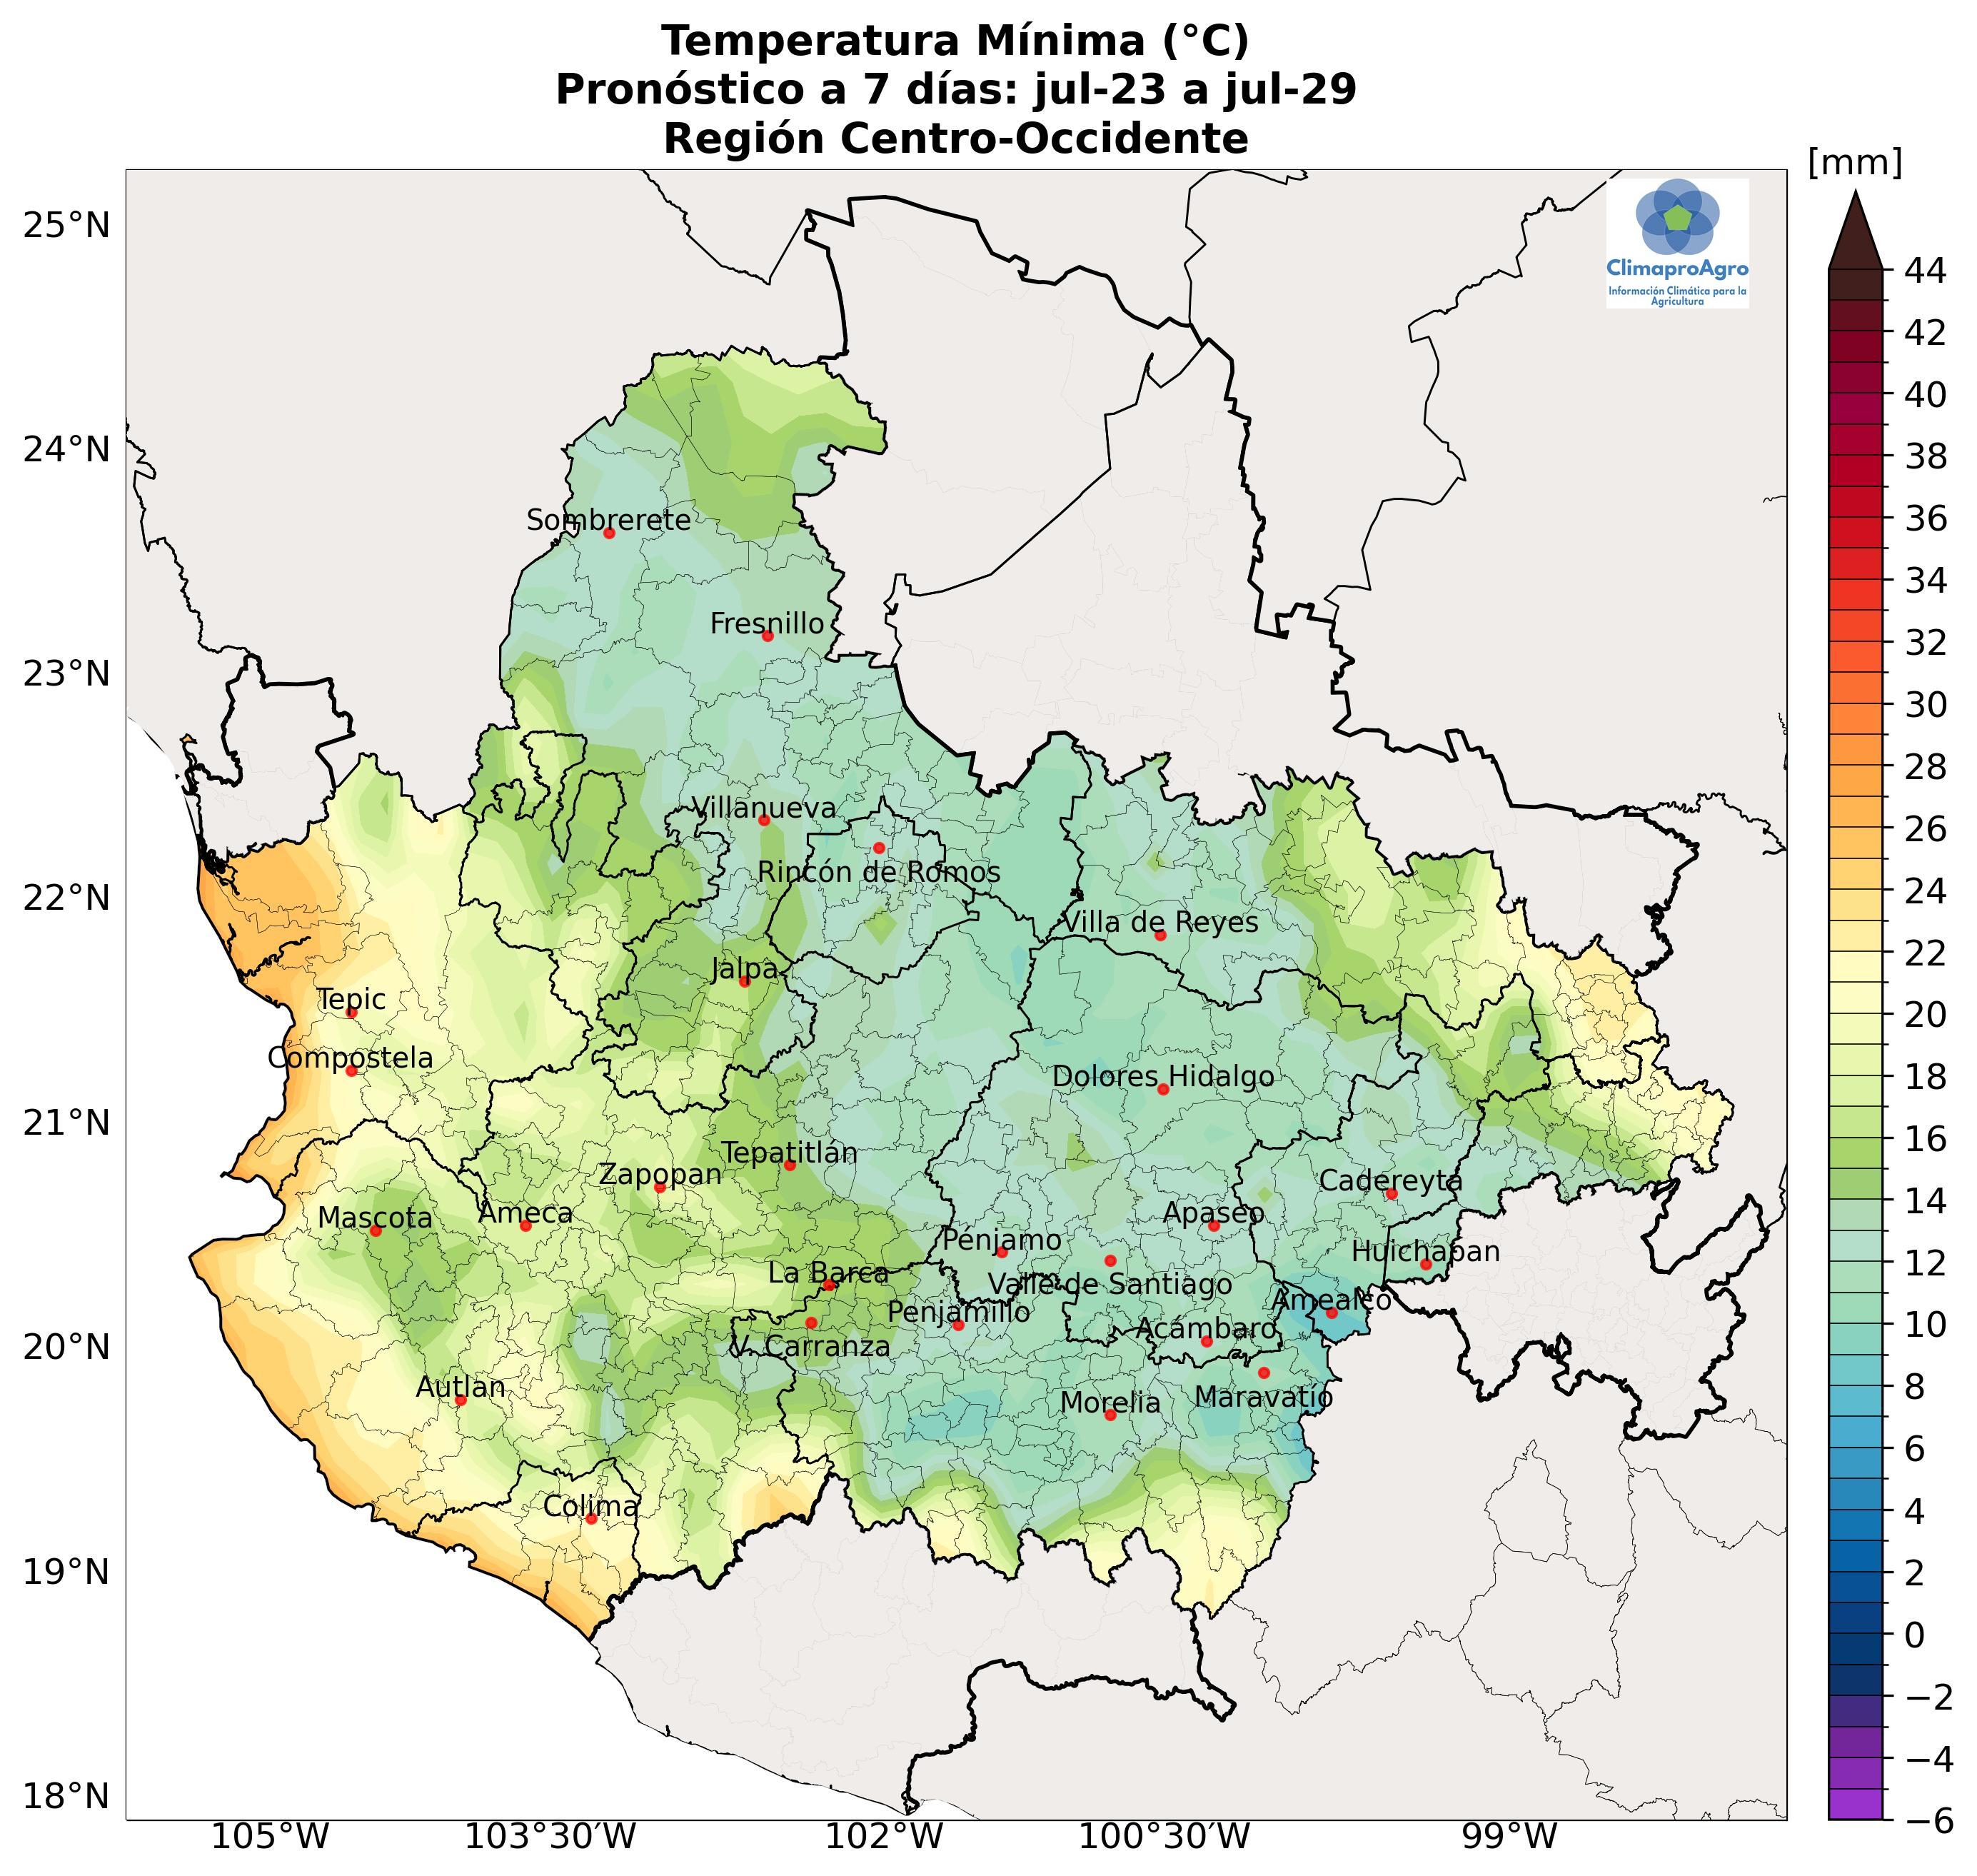 Temperatura Mínima (°C)
Pronóstico a 7 días: jul-23 a jul-29
Región Centro-Occidente
[mm]
25°N
24°N
23°N
22°N
21°N
20°N
19°N
18°N
ClimaproAgro
Información Climática para la
Agricultura
44
42
40
38
36
34
32
30
28
26
24
22
20
18
16
14
12
10
8
6
4
2
0
−2
−4
−6
Sombrerete
Fresnillo
Villanueva
Rincón de Romos
Villa de Reyes
Jalpa
Tepic
Compostela
Dolores Hidalgo
Tepatitlán
Zapopan
Cadereyta
Ameca
Mascota
Apaseo
Pénjamo
Huichapan
La Barca
Valle de Santiago
Amealco
Penjamillo
Acámbaro
V. Carranza
Autlan
Maravatío
Morelia
Colima
105°W
103°30′W
102°W
100°30′W
99°W